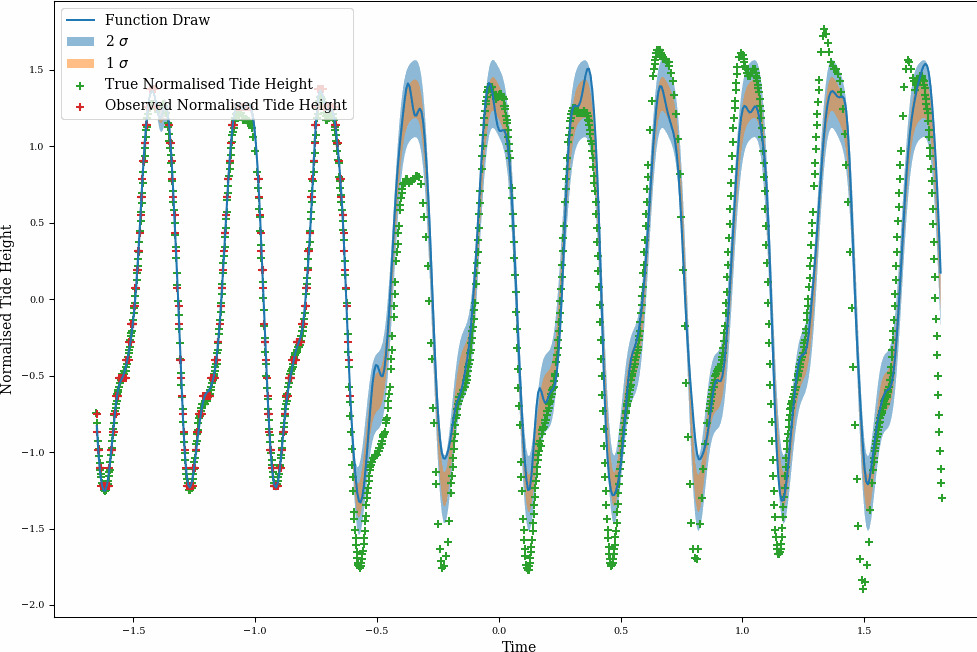 Function Draw
2 σ
1 σ
True Normalised Tide Height
Observed Normalised Tide Height
Normalised Tide Height
1.5
1.0
0.5
0.0
−0.5
−1.0
−1.5
−2.0
−1.5 −1.0 −0.5 0.0 0.5 1.0 1.5
Time